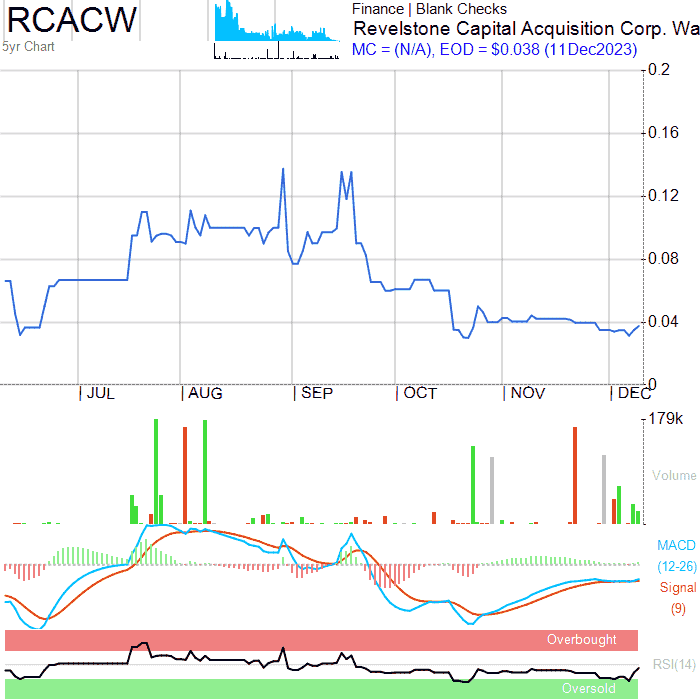 RCACW
5yr Chart
Finance | Blank Checks
Revelstone Capital Acquisition Corp. Wa
MC = (N/A), EOD = $0.038 (11Dec2023)
0.2
0.16
0.12
0.08
0.04
0
JUL AUG SEP OCT NOV DEC
179k
Volume
MACD
(12-26)
Signal
(9)
Overbought
RSI(14)
Oversold